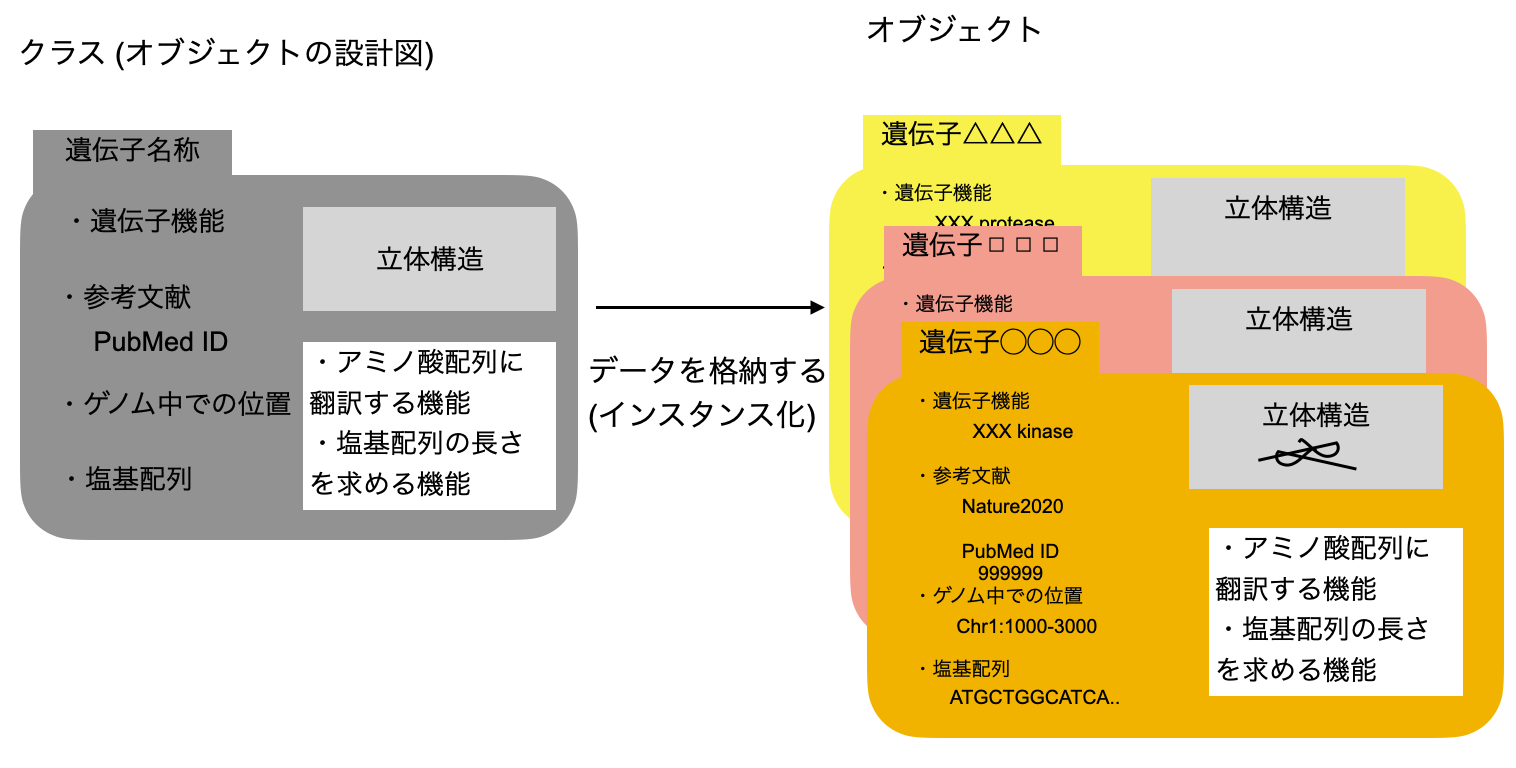 クラス (オブジェクトの設計図)
遺伝子名称
・遺伝子機能
立体構造
・参考文献
PubMed ID
・ゲノム中での位置
・塩基配列
・アミノ酸配列に
翻訳する機能
・塩基配列の長さ
を求める機能
データを格納する
(インスタンス化)
オブジェクト
遺伝子△△△
・遺伝子機能
XXX protease
立体構造
遺伝子□□□
・遺伝子機能
立体構造
遺伝子◯◯◯
・遺伝子機能
XXX kinase
立体構造
・参考文献
Nature2020
PubMed ID
999999
・ゲノム中での位置
Chr1:1000-3000
・塩基配列
ATGCTGGCATCA..
・アミノ酸配列に
翻訳する機能
・塩基配列の長さ
を求める機能